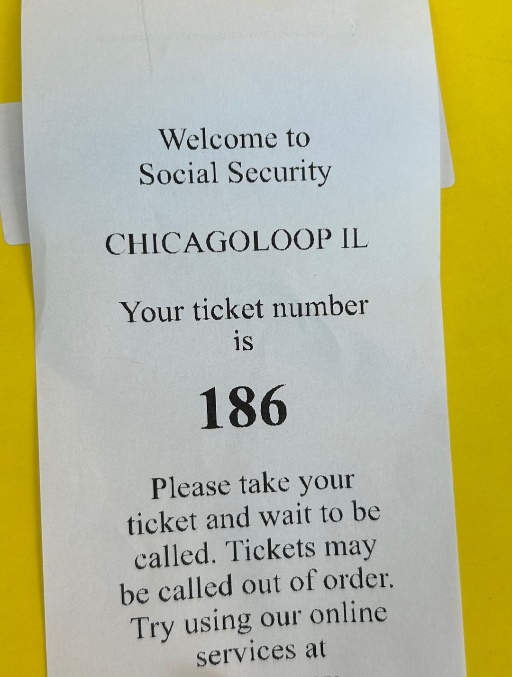 Welcome to
Social Security
CHICAGOLOOP IL
Your ticket number
is
186
Please take your
ticket and wait to be
called. Tickets may
be called out of order.
Try using our online
services at